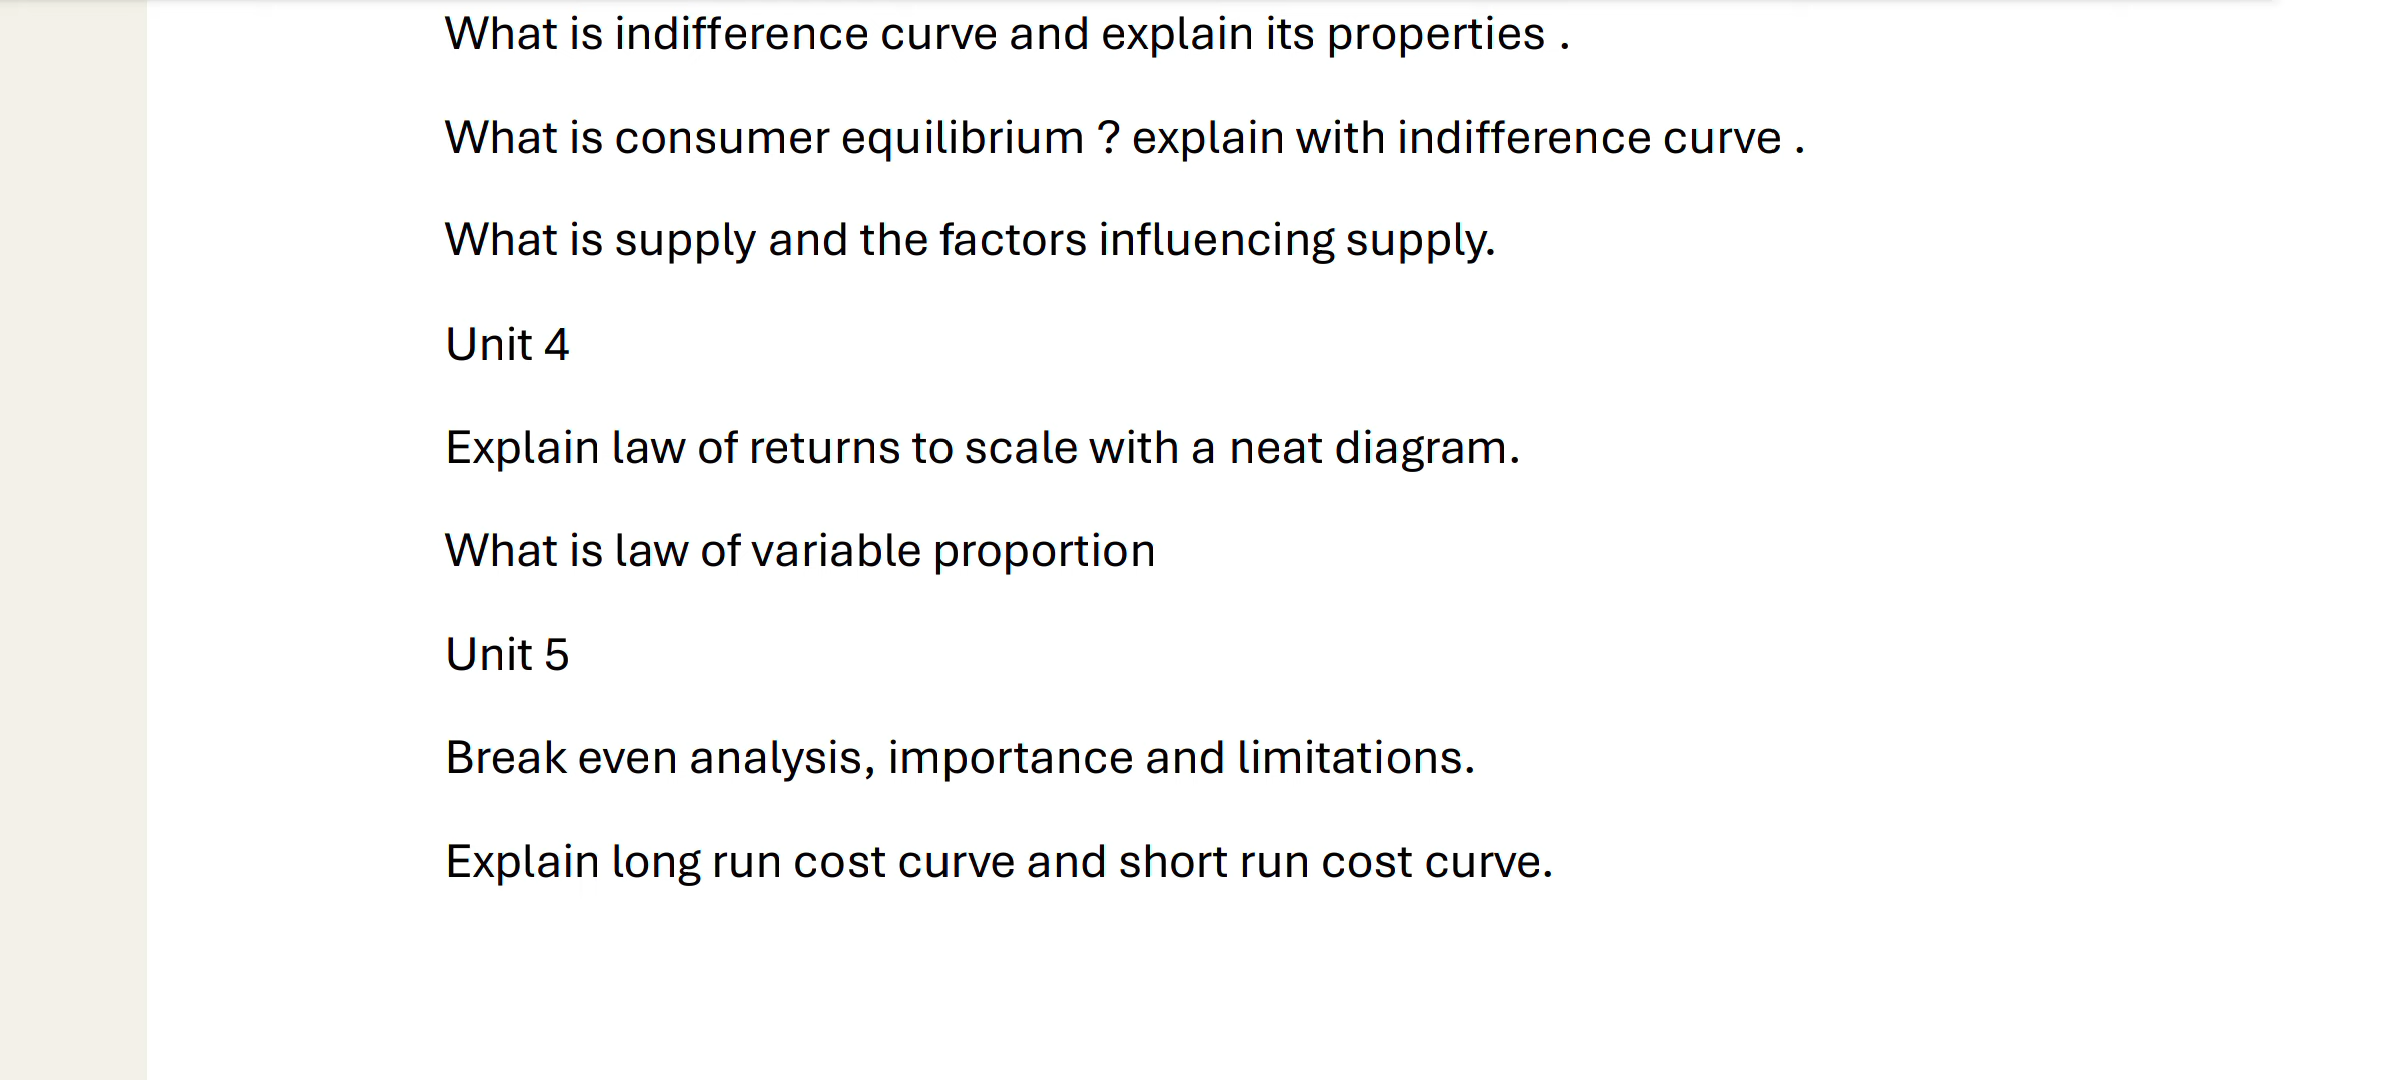 What is indifference curve and explain its properties .
What is consumer equilibrium ? explain with indifference curve .
What is supply and the factors influencing supply.
Unit 4
Explain law of returns to scale with a neat diagram.
What is law of variable proportion
Unit 5
Break even analysis, importance and limitations.
Explain long run cost curve and short run cost curve.